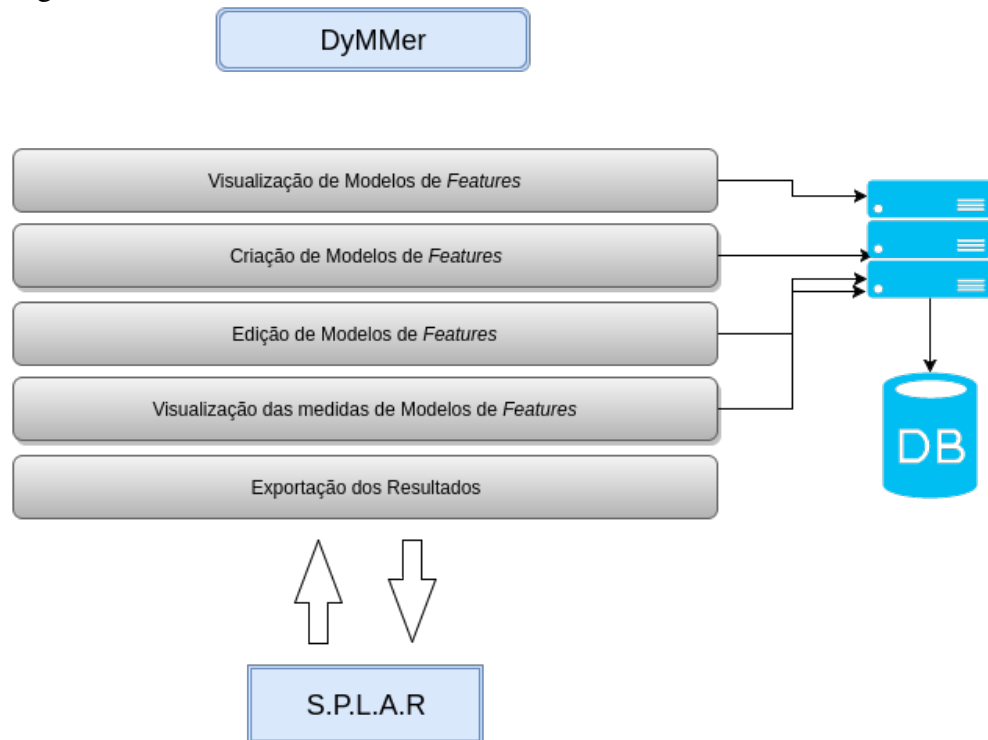 DyMMer
Visualização de Modelos de Features
Criação de Modelos de Features
Edição de Modelos de Features
Visualização das medidas de Modelos de Features
Exportação dos Resultados
DB
S.P.L.A.R